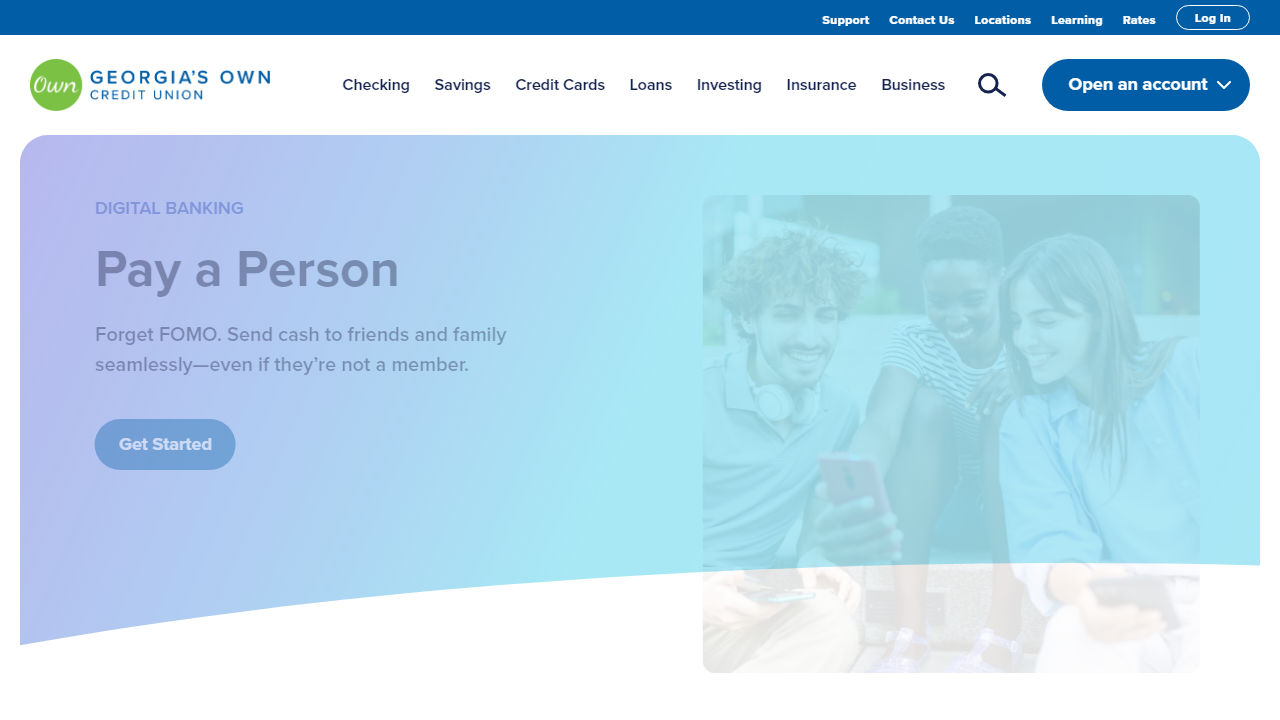 Support Contact Us Locations Learning Rates Log In
Own GEORGIA'S OWN
CREDIT UNION
Checking Savings Credit Cards Loans Investing Insurance Business Open an account
DIGITAL BANKING
Pay a Person
Forget FOMO. Send cash to friends and family
seamlessly—even if they’re not a member.
Get Started